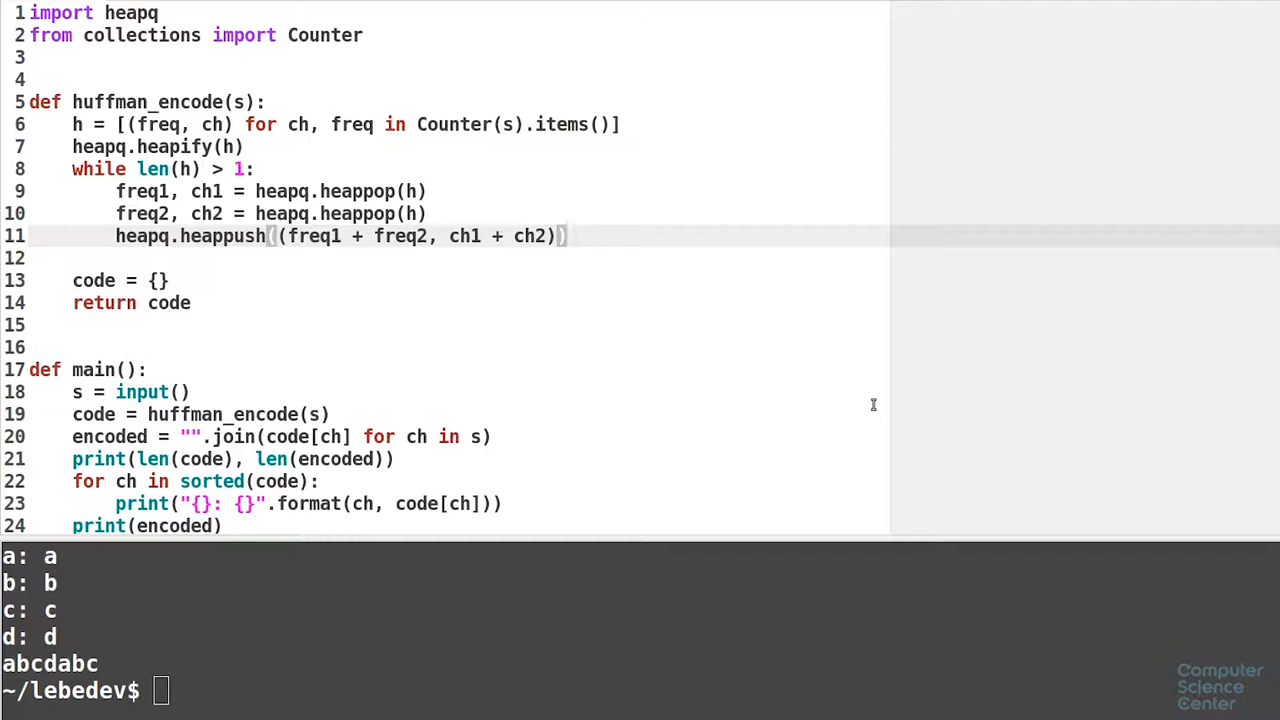 1 import heapq
2 from collections import Counter
3
4
5 def huffman_encode(s):
6     h = [(freq, ch) for ch, freq in Counter(s).items()]
7     heapq.heapify(h)
8     while len(h) > 1:
9         freq1, ch1 = heapq.heappop(h)
10         freq2, ch2 = heapq.heappop(h)
11         heapq.heappush((freq1 + freq2, ch1 + ch2))
12
13     code = {}
14     return code
15
16
17 def main():
18     s = input()
19     code = huffman_encode(s)
20     encoded = "".join(code[ch] for ch in s)
21     print(len(code), len(encoded))
22     for ch in sorted(code):
23         print("{}: {}".format(ch, code[ch]))
24     print(encoded)
a: a
b: b
c: c
d: d
abcdabc
~/lebedev$
Computer
Science
Center